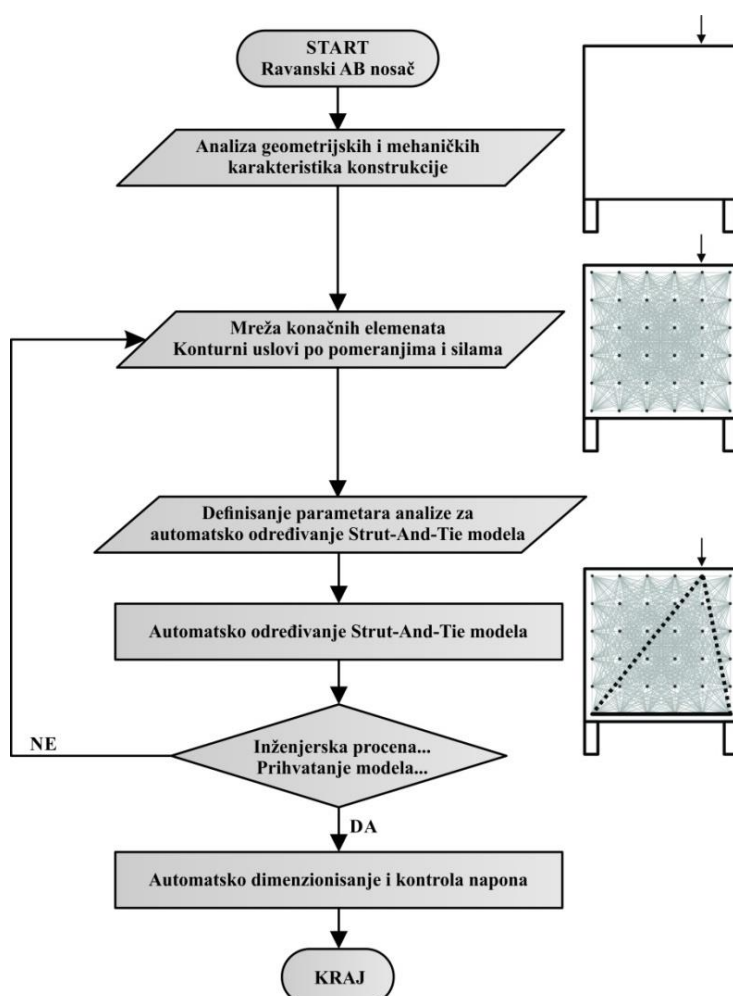 START
Ravanski AB nosač
Analiza geometrijskih i mehaničkih
karakteristika konstrukcije
Mreža konačnih elemenata
Konturni uslovi po pomeranjima i silama
Definisanje parametara analize za
automatsko određivanje Strut-And-Tie modela
Automatsko određivanje Strut-And-Tie modela
NE
Inženjerska procena...
Prihvatanje modela...
DA
Automatsko dimenzionisanje i kontrola napona
KRAJ